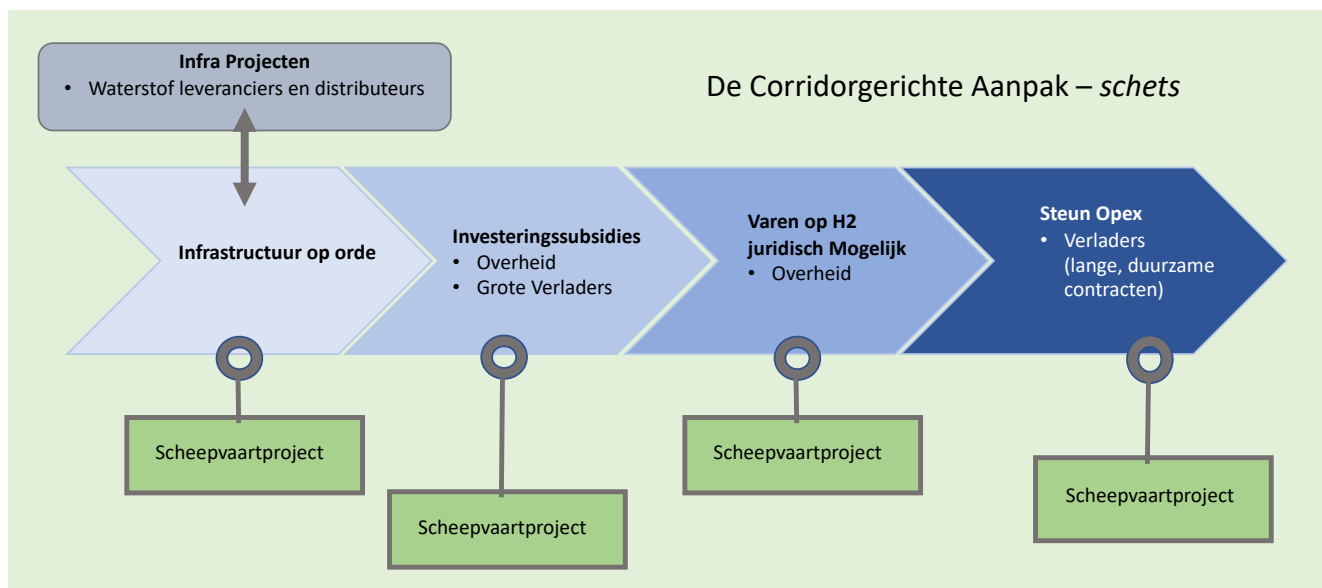 Infra Projecten
• Waterstof leveranciers en distributeurs
De Corridorgerichte Aanpak – schets
Infrastructuur op orde
Investeringssubsidies
• Overheid
• Grote Verladers
Varen op H2
juridisch Mogelijk
• Overheid
Steun Opex
• Verladers
(lange, duurzame
contracten)
Scheepvaartproject
Scheepvaartproject
Scheepvaartproject
Scheepvaartproject